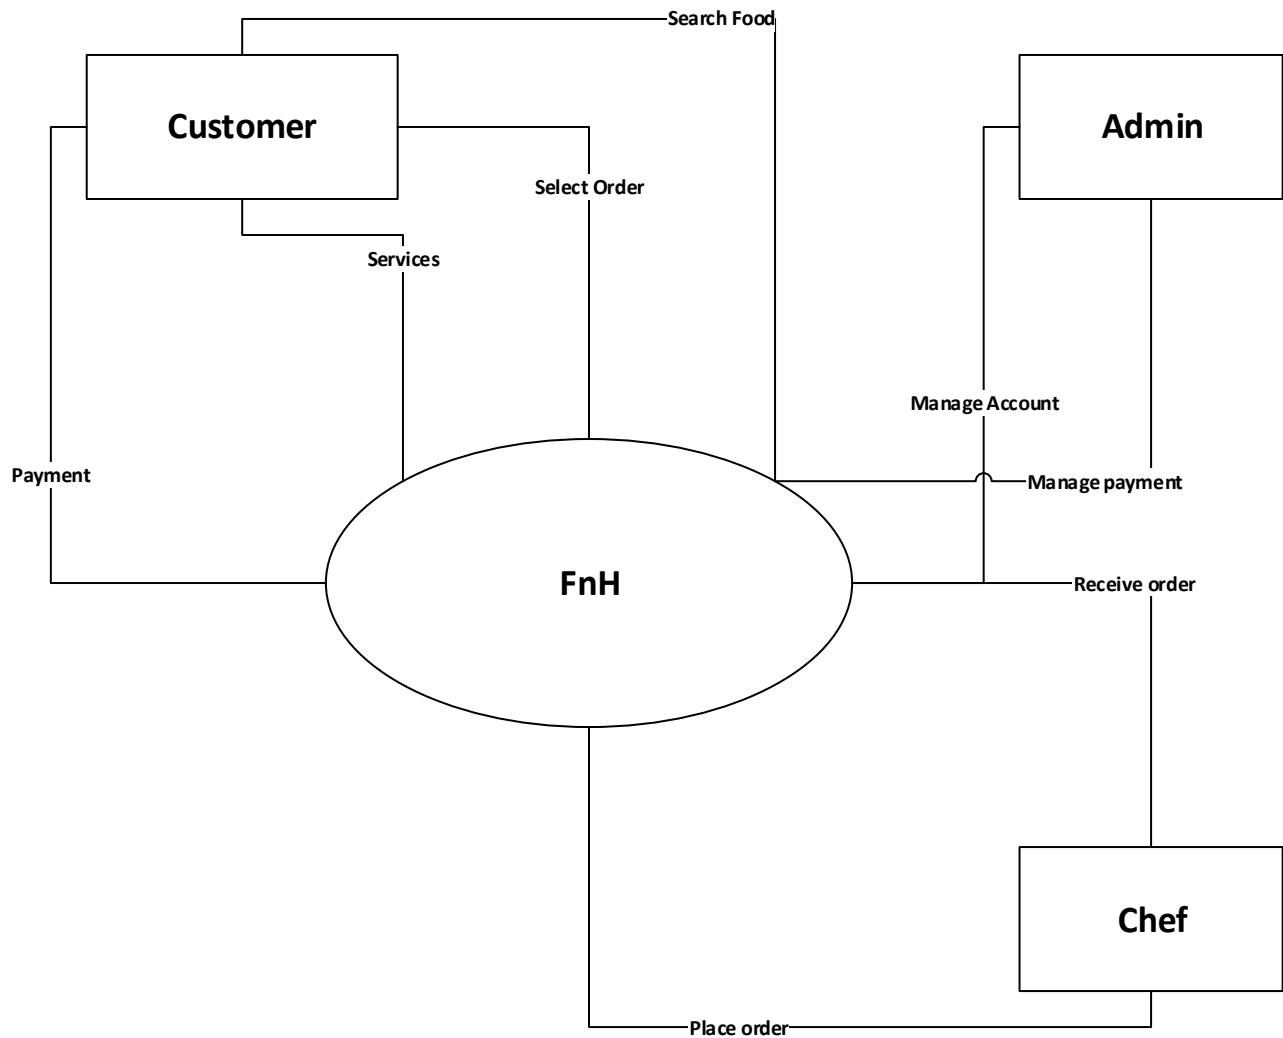 Search Food
Customer
Admin
Select Order
Services
Manage Account
Payment
Manage payment
FnH
Receive order
Chef
Place order